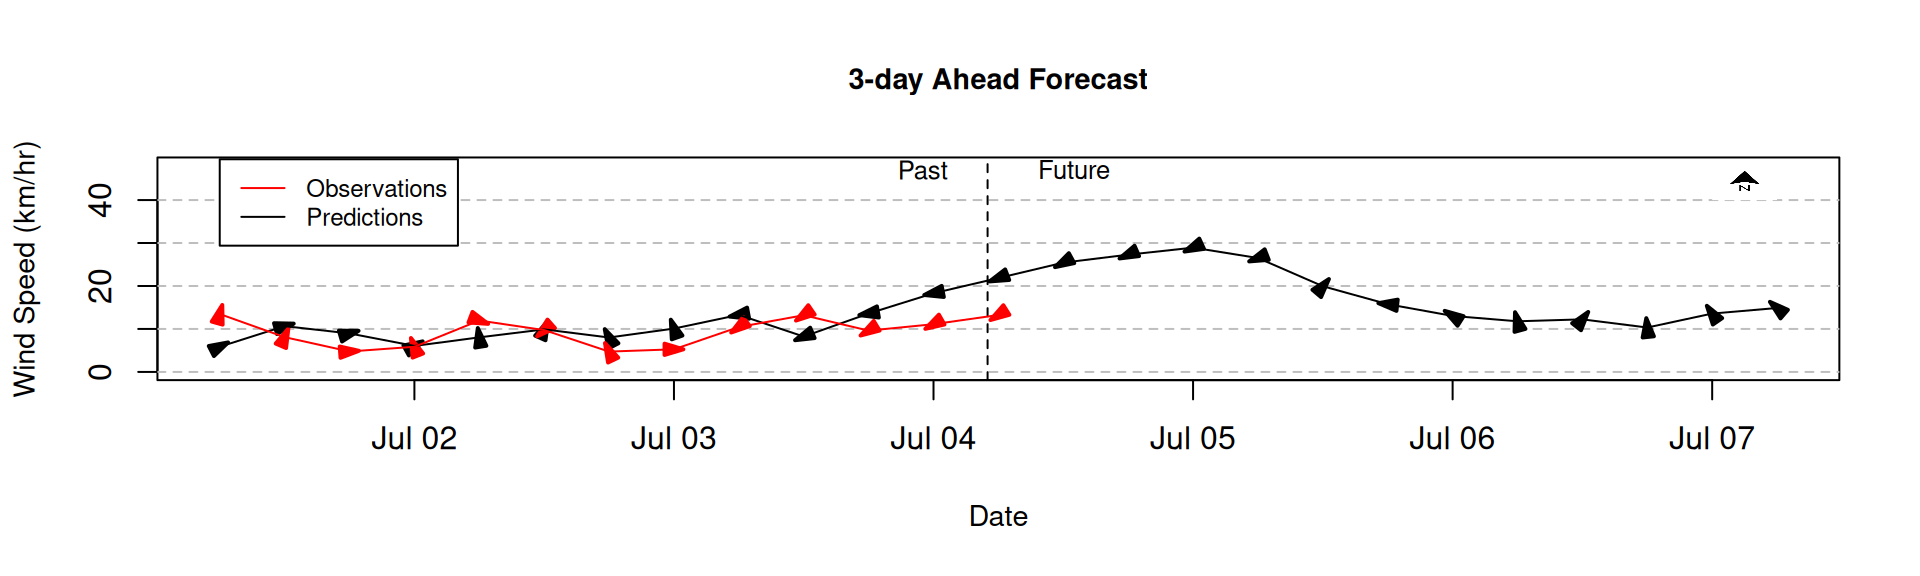 3-day Ahead Forecast
Wind Speed (km/hr)
40
20
0
Observations
Predictions
Past
Future
N
Jul 02
Jul 03
Jul 04
Jul 05
Jul 06
Jul 07
Date